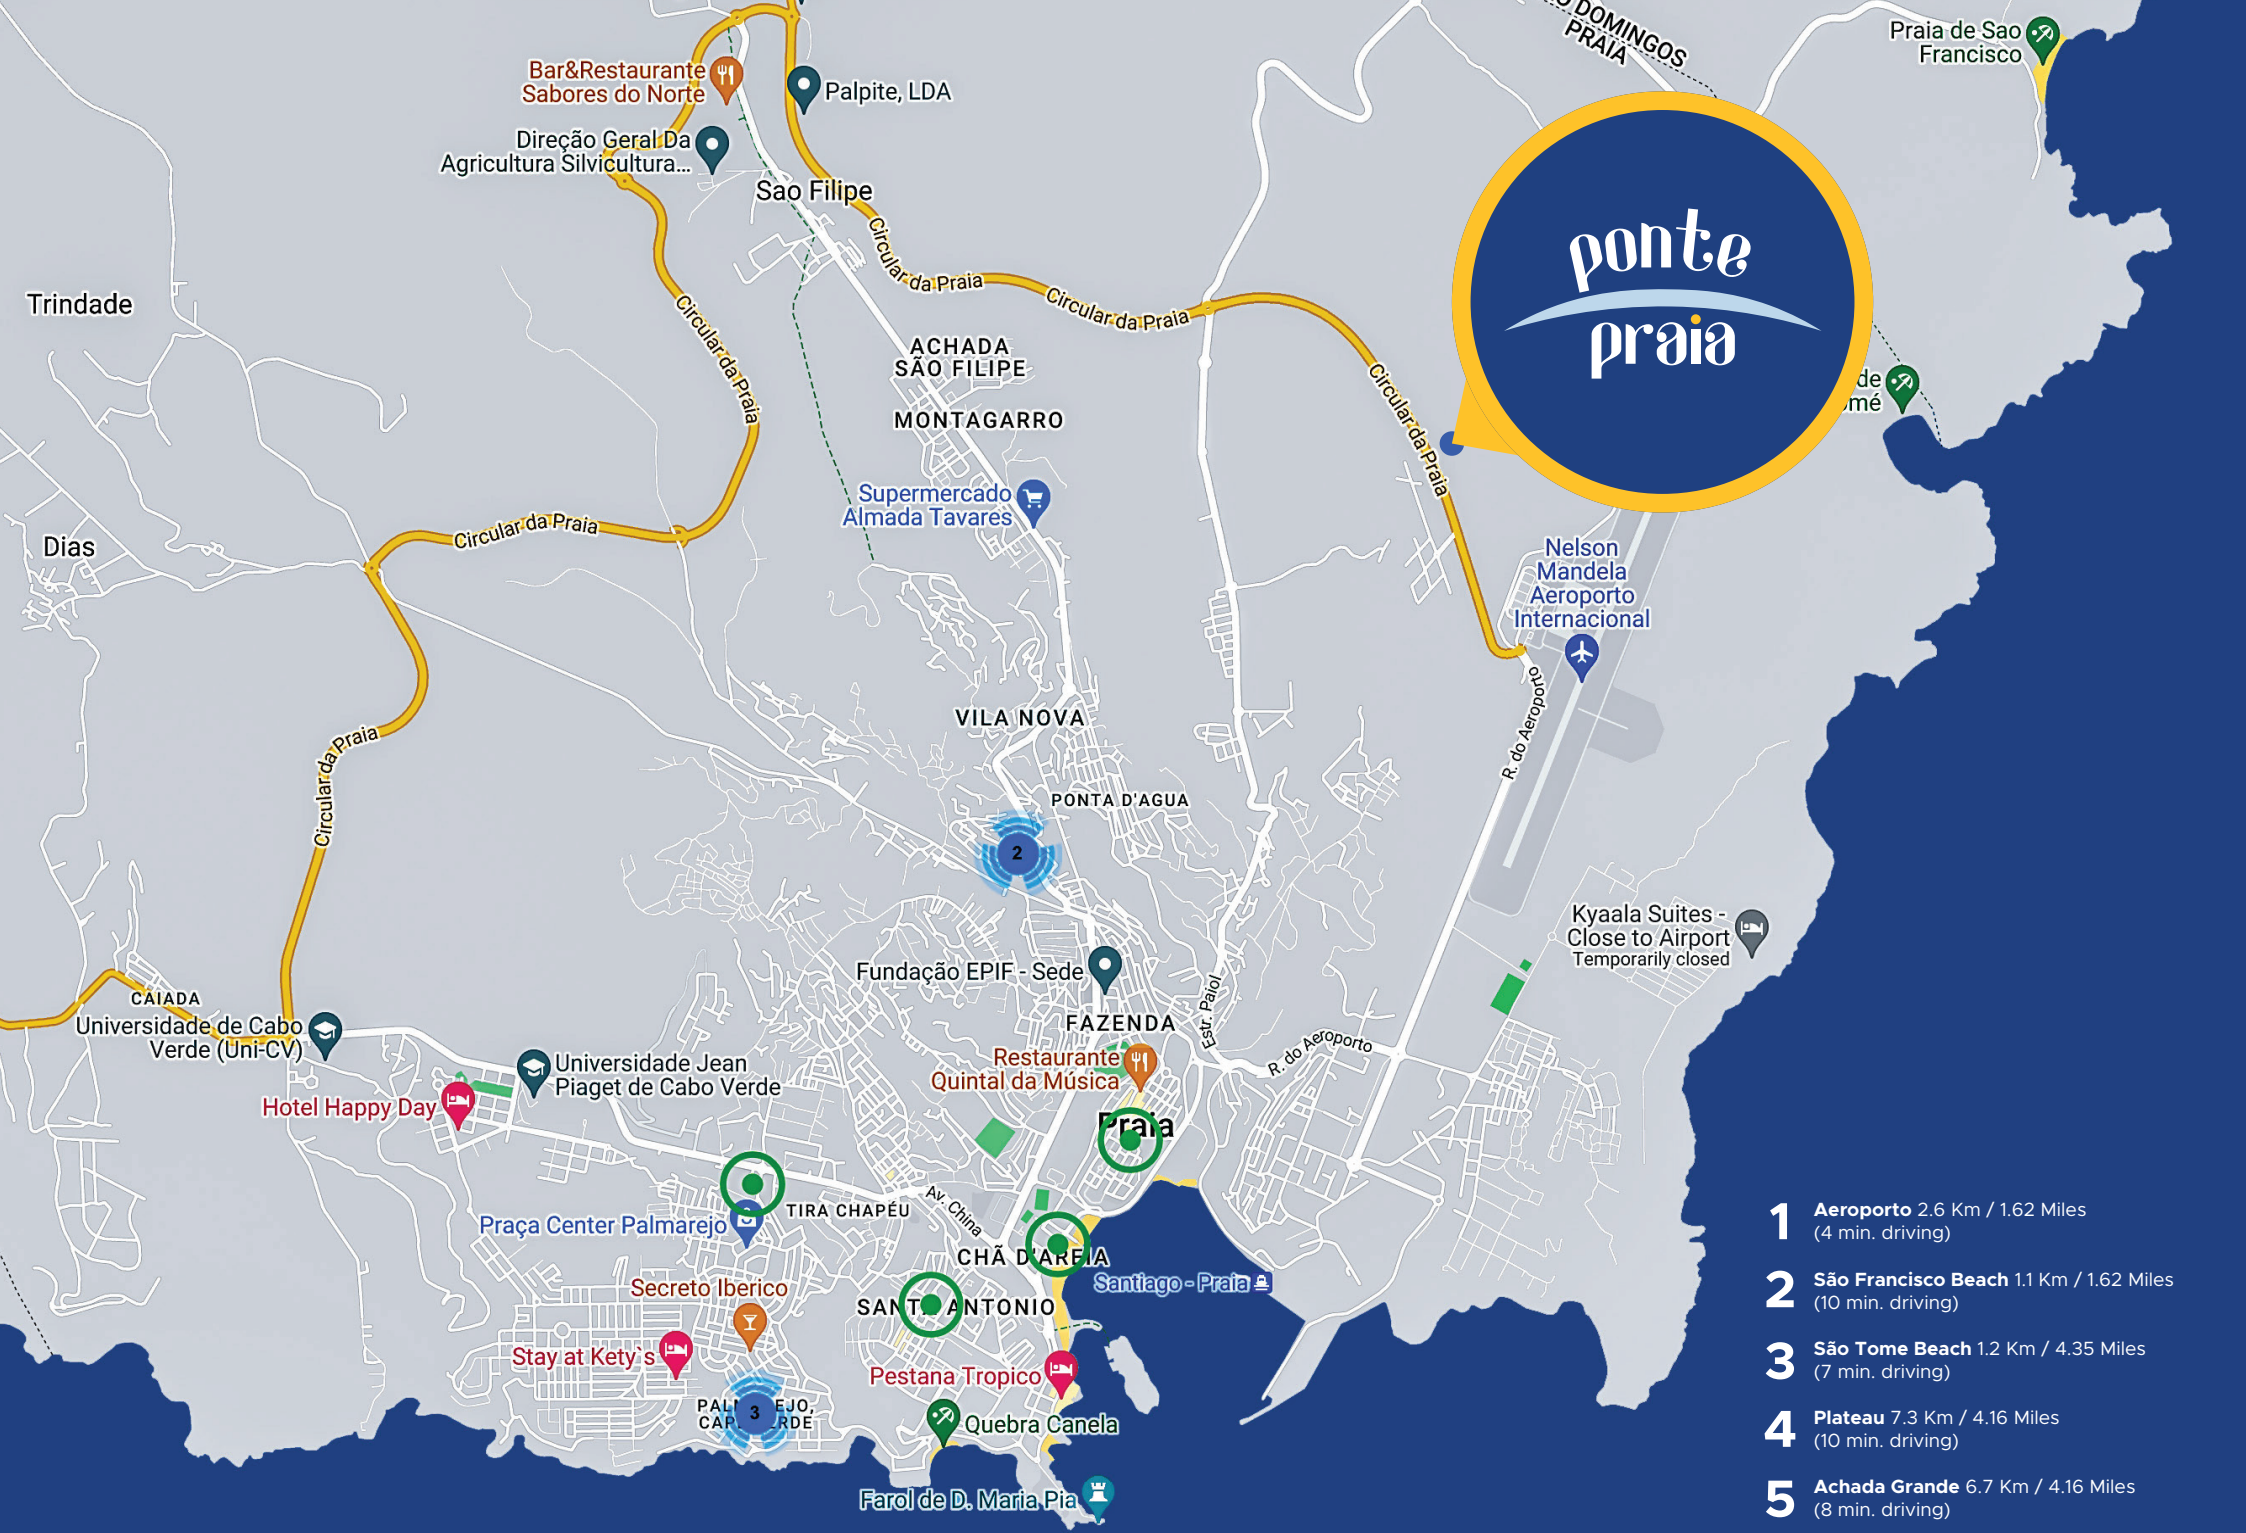 DOMINGOS
PRAIA
Praia de Sao
Francisco
Bar&Restaurante
Sabores do Norte
Palpite, LDA
Direção Geral Da
Agricultura Silvicultura...
Sao Filipe
Circular da Praia
Circular da Praia
Circular da Praia
Trindade
ponte
praia
ACHADA
SÃO FILIPE
MONTAGARRO
Circular da Praia
de
mé
Supermercado
Almada Tavares
Circular da Praia
Dias
Nelson
Mandela
Aeroporto
Internacional
R. do Aeroporto
VILA NOVA
Circular da Praia
PONTA D'AGUA
2
Kyaala Suites -
Close to Airport
Temporarily closed
Fundação EPIF - Sede
CAIADA
Universidade de Cabo
Verde (Uni-CV)
FAZENDA
Estr. Paiol
R. do Aeroporto
Universidade Jean
Piaget de Cabo Verde
Restaurante
Quintal da Música
Hotel Happy Day
Praia
TIRA CHAPÉU
Av. China
Praça Center Palmarejo
CHÃ D'AREIA
Santiago - Praia
Secreto Iberico
SANTA ANTONIO
Stay at Kety`s
Pestana Tropico
3
Quebra Canela
Farol de D. Maria Pia
1 Aeroporto 2.6 Km / 1.62 Miles
(4 min. driving)
2 São Francisco Beach 1.1 Km / 1.62 Miles
(10 min. driving)
3 São Tome Beach 1.2 Km / 4.35 Miles
(7 min. driving)
4 Plateau 7.3 Km / 4.16 Miles
(10 min. driving)
5 Achada Grande 6.7 Km / 4.16 Miles
(8 min. driving)